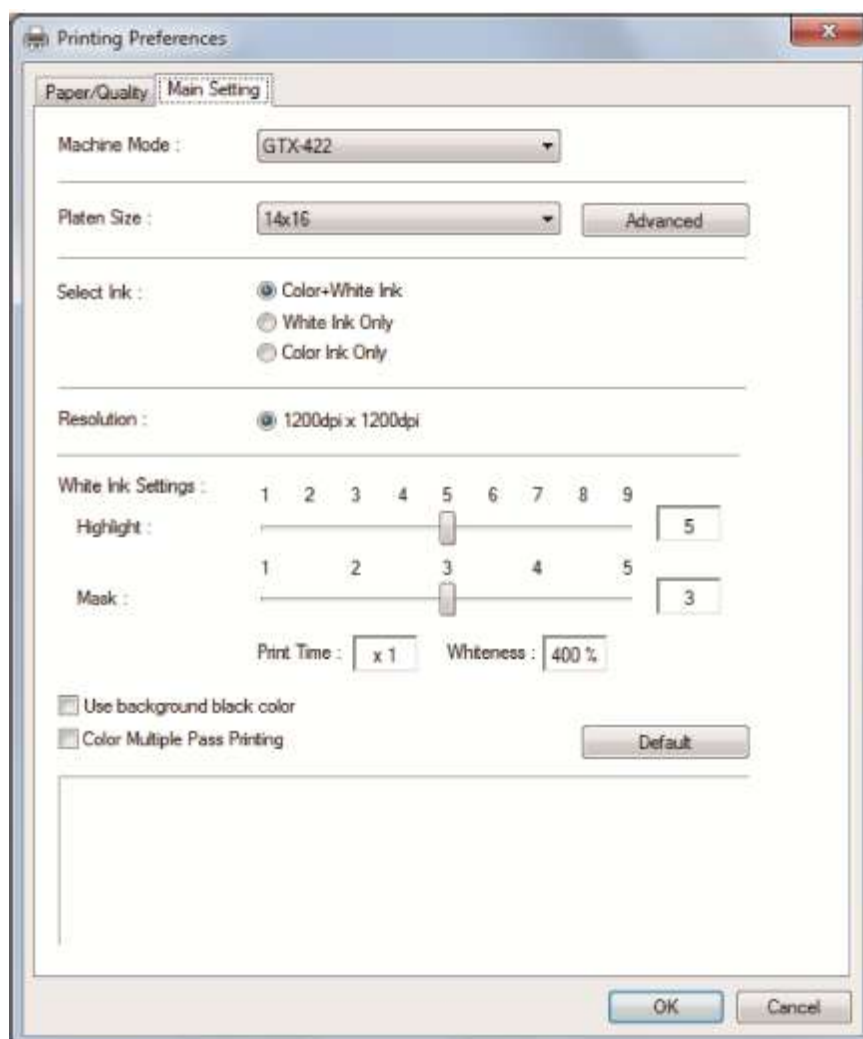 Printing Preferences
Paper/Quality Main Setting
Machine Mode : GTX-422
Platen Size : 14x16 Advanced
Select Ink : Color+White Ink
White Ink Only
Color Ink Only
Resolution : 1200dpi x 1200dpi
White Ink Settings : 1 2 3 4 5 6 7 8 9
Highlight : 5
1 2 3 4 5
Mask : 3
Print Time : x 1 Whiteness : 400 %
Use background black color
Color Multiple Pass Printing Default
OK Cancel